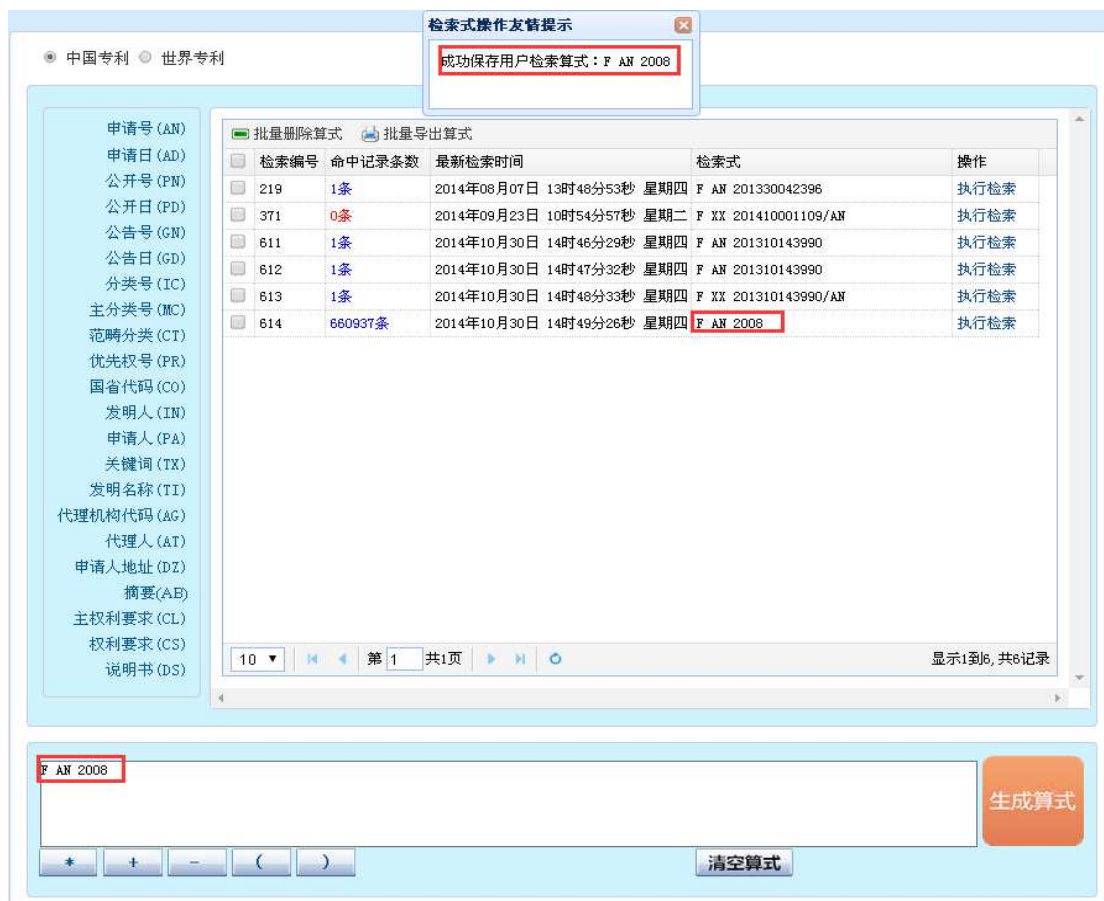 检索式操作友情提示
成功保存用户检索算式：F AN 2008
中国专利 世界专利
申请号(AN)
申请日(AD)
公开号(PN)
公开日(PD)
公告号(GN)
公告日(GD)
分类号(IC)
主分类号(MC)
范畴分类(CT)
优先权号(PR)
国省代码(CO)
发明人(IN)
申请人(PA)
关键词(TX)
发明名称(TI)
代理机构代码(AG)
代理人(AT)
申请人地址(DZ)
摘要(AB)
主权利要求(CL)
权利要求(CS)
说明书(DS)
批量删除算式 批量导出算式
检索编号 命中记录条数 最新检索时间 检索式 操作
219 1条 2014年08月07日 13时48分53秒 星期四 F AN 201330042396 执行检索
371 0条 2014年09月23日 10时54分57秒 星期二 F XX 201410001109/AN 执行检索
611 1条 2014年10月30日 14时46分29秒 星期四 F AN 201310143990 执行检索
612 1条 2014年10月30日 14时47分32秒 星期四 F AN 201310143990 执行检索
613 1条 2014年10月30日 14时48分33秒 星期四 F XX 201310143990/AN 执行检索
614 660937条 2014年10月30日 14时49分26秒 星期四 F AN 2008 执行检索
10 第 1 共1页 显示1到6,共6记录
F AN 2008
生成算式
* + - ( ) 清空算式